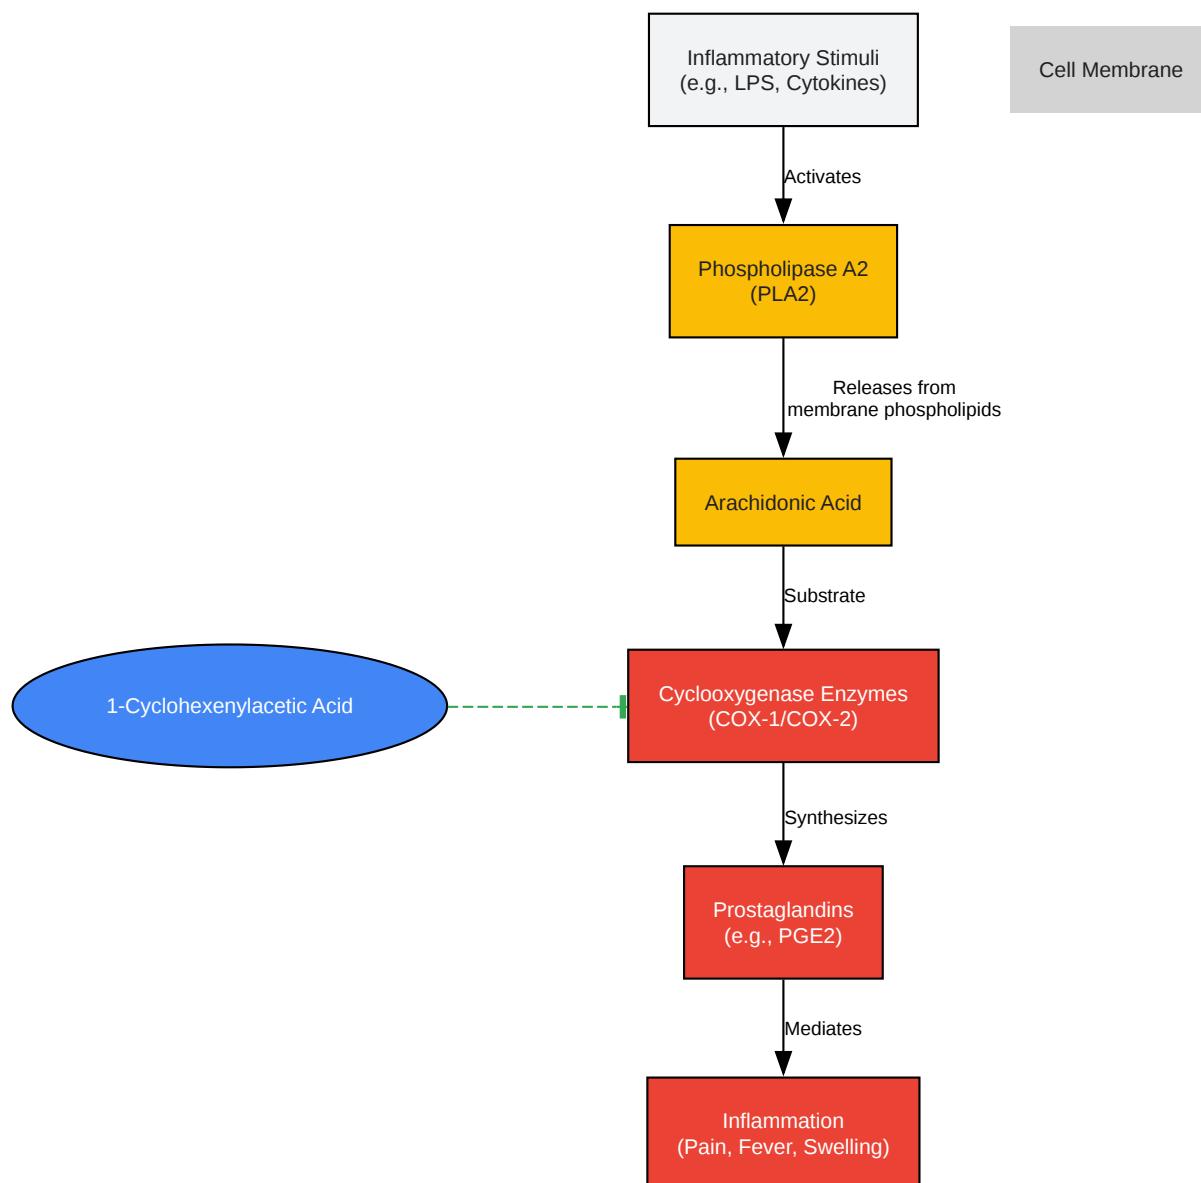 Inflammatory Stimuli
(e.g., LPS, Cytokines)
Cell Membrane
Activates
Phospholipase A2
(PLA2)
Releases from
membrane phospholipids
Arachidonic Acid
Substrate
1-Cyclohexenylacetic Acid
Cyclooxygenase Enzymes
(COX-1/COX-2)
Synthesizes
Prostaglandins
(e.g., PGE2)
Mediates
Inflammation
(Pain, Fever, Swelling)